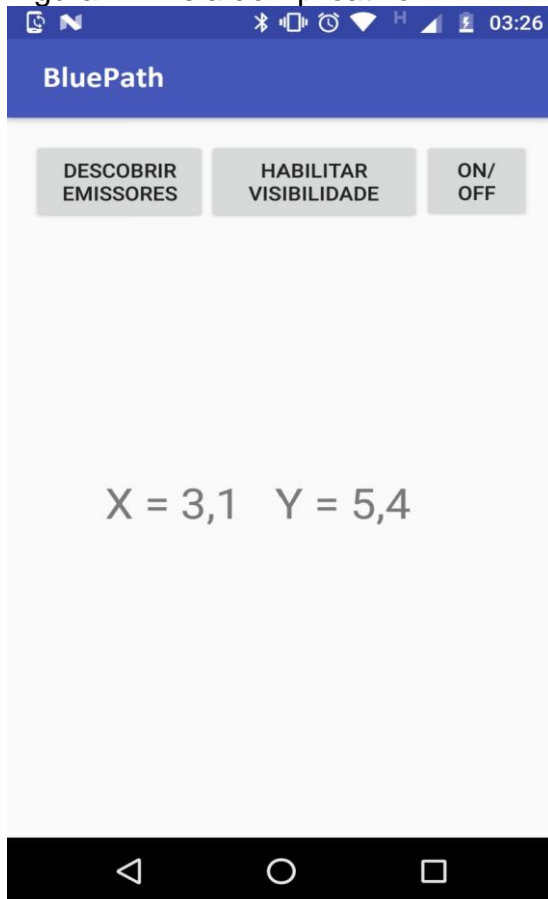 H 03:26
BluePath
DESCOBRIR EMISSORES
HABILITAR VISIBILIDADE
ON/ OFF
X = 3,1 Y = 5,4